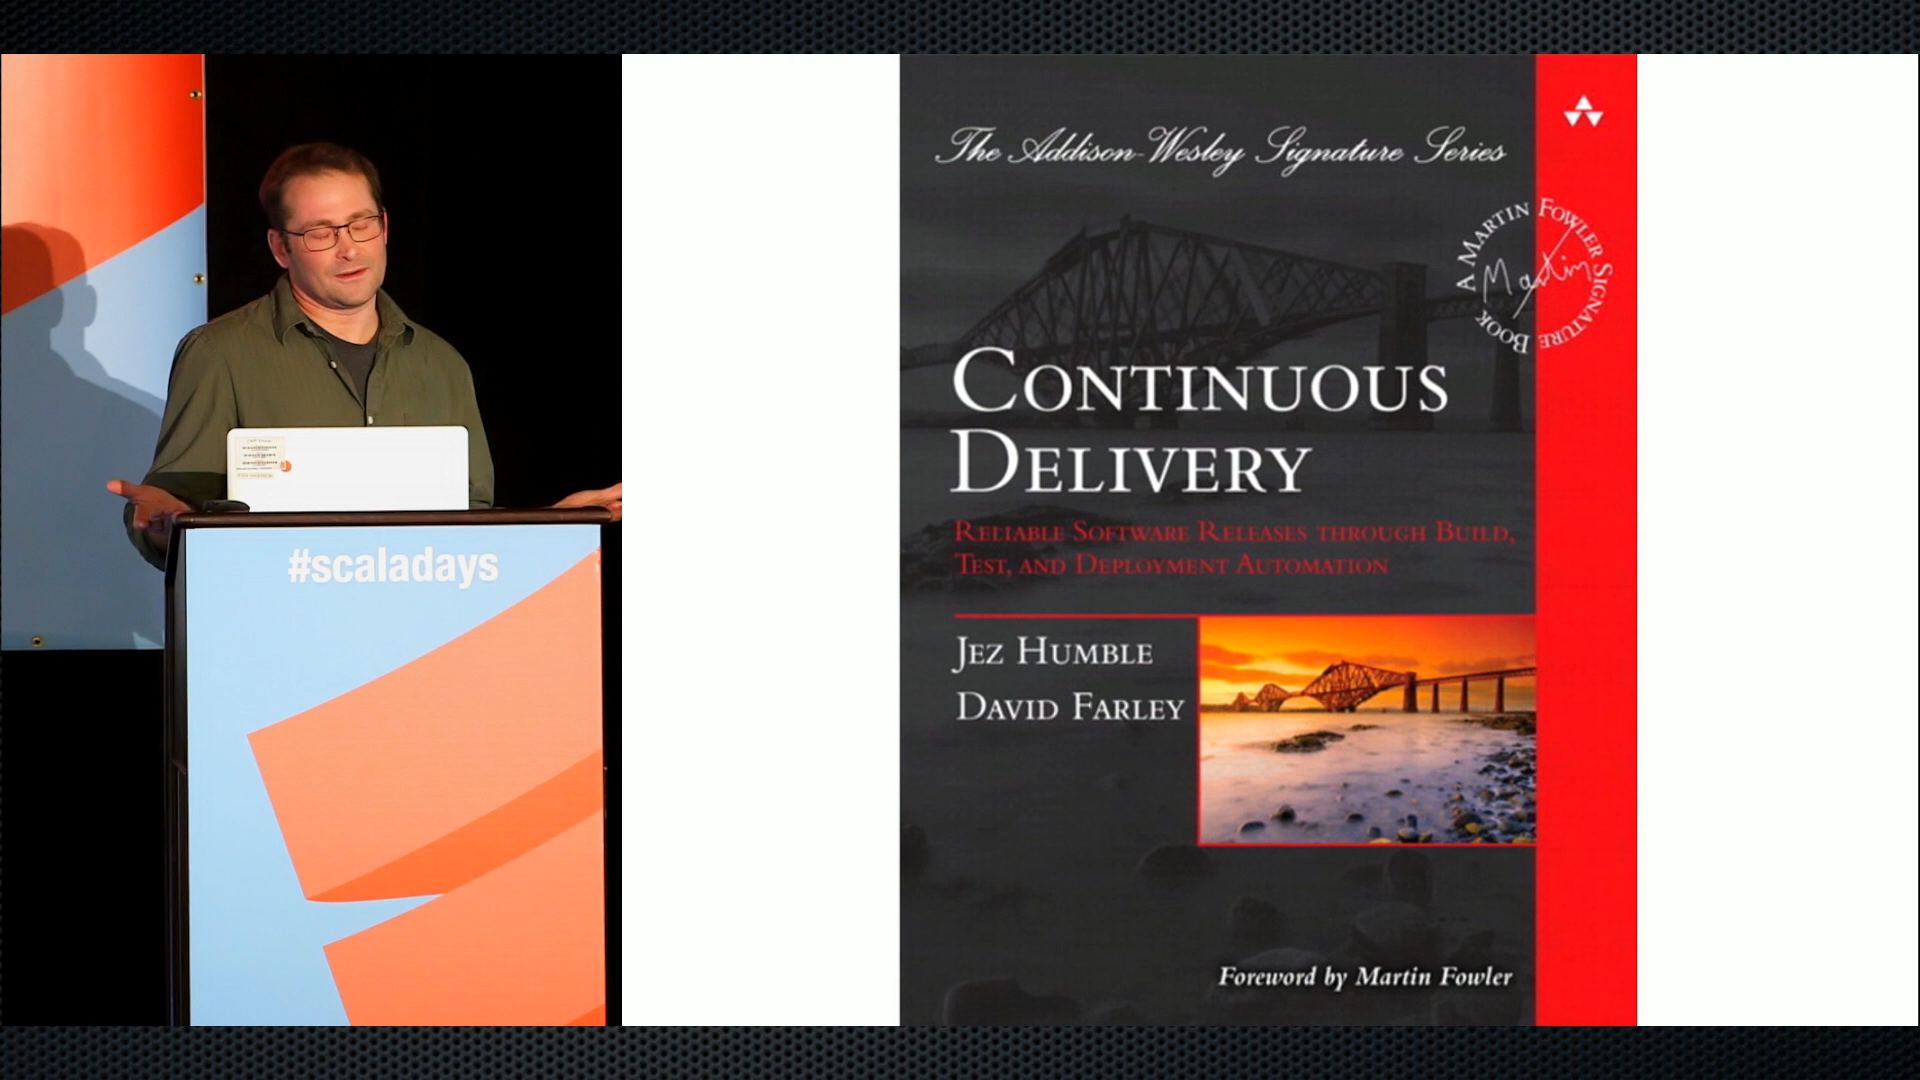 #scaladays
The Addison-Wesley Signature Series
A MARTIN FOWLER SIGNATURE BOOK
Martin
CONTINUOUS
DELIVERY
RELIABLE SOFTWARE RELEASES THROUGH BUILD,
TEST, AND DEPLOYMENT AUTOMATION
JEZ HUMBLE
DAVID FARLEY
Foreword by Martin Fowler